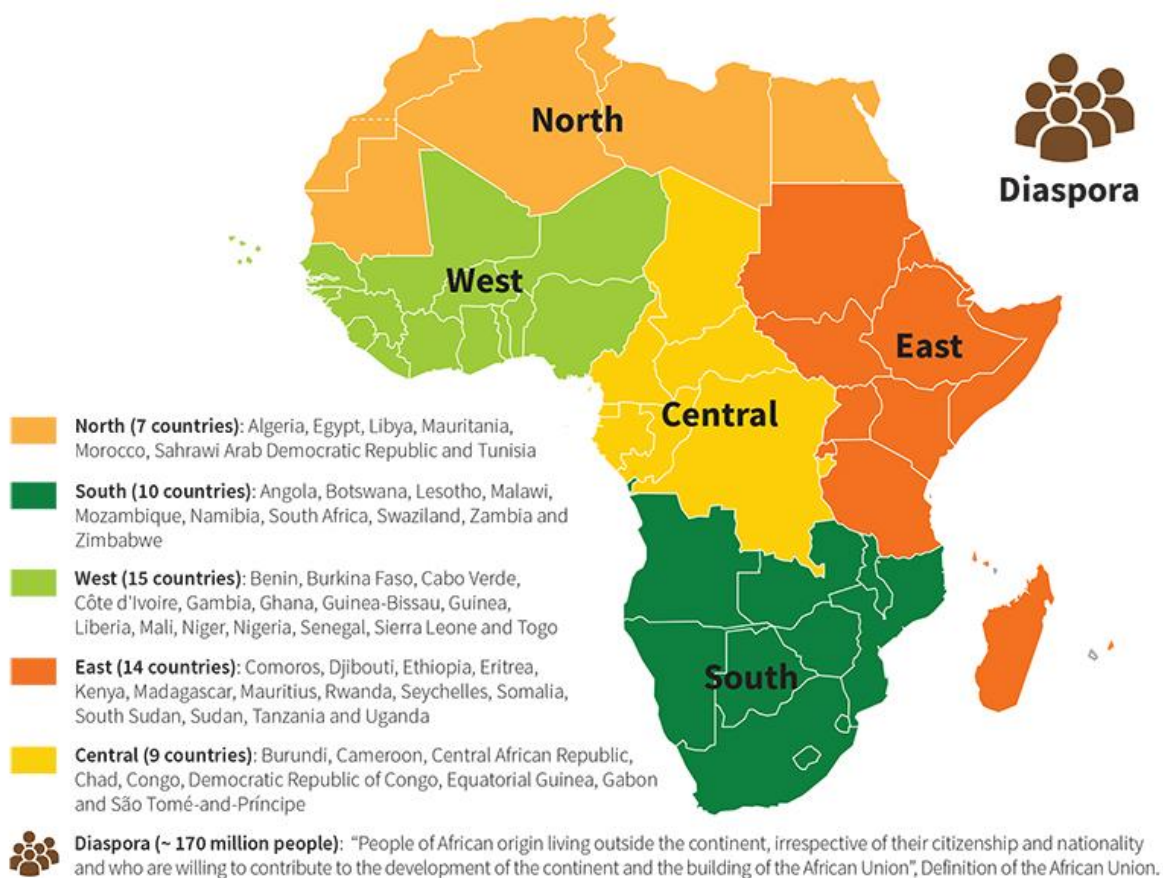 North
Diaspora
West
East
Central
South
North (7 countries): Algeria, Egypt, Libya, Mauritania,
Morocco, Sahrawi Arab Democratic Republic and Tunisia
South (10 countries): Angola, Botswana, Lesotho, Malawi,
Mozambique, Namibia, South Africa, Swaziland, Zambia and
Zimbabwe
West (15 countries): Benin, Burkina Faso, Cabo Verde,
Côte d'Ivoire, Gambia, Ghana, Guinea-Bissau, Guinea,
Liberia, Mali, Niger, Nigeria, Senegal, Sierra Leone and Togo
East (14 countries): Comoros, Djibouti, Ethiopia, Eritrea,
Kenya, Madagascar, Mauritius, Rwanda, Seychelles, Somalia,
South Sudan, Sudan, Tanzania and Uganda
Central (9 countries): Burundi, Cameroon, Central African Republic,
Chad, Congo, Democratic Republic of Congo, Equatorial Guinea, Gabon
and São Tomé-and-Príncipe
Diaspora (~ 170 million people): “People of African origin living outside the continent, irrespective of their citizenship and nationality
and who are willing to contribute to the development of the continent and the building of the African Union”, Definition of the African Union.